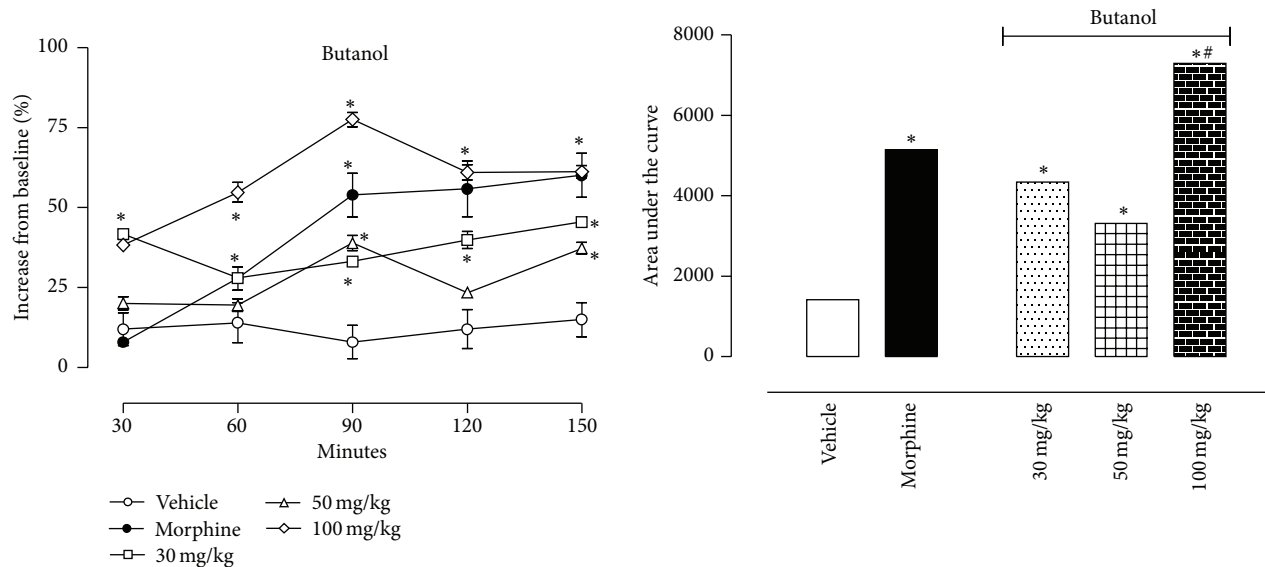 Butanol
100
75
50
25
0
Increase from baseline (%)
* * * * * * * * * * * * *
30 60 90 120 150
Minutes
Vehicle
Morphine
30 mg/kg
50 mg/kg
100 mg/kg
Butanol
8000
6000
4000
2000
0
Area under the curve
* * * *#
Vehicle
Morphine
30 mg/kg
50 mg/kg
100 mg/kg